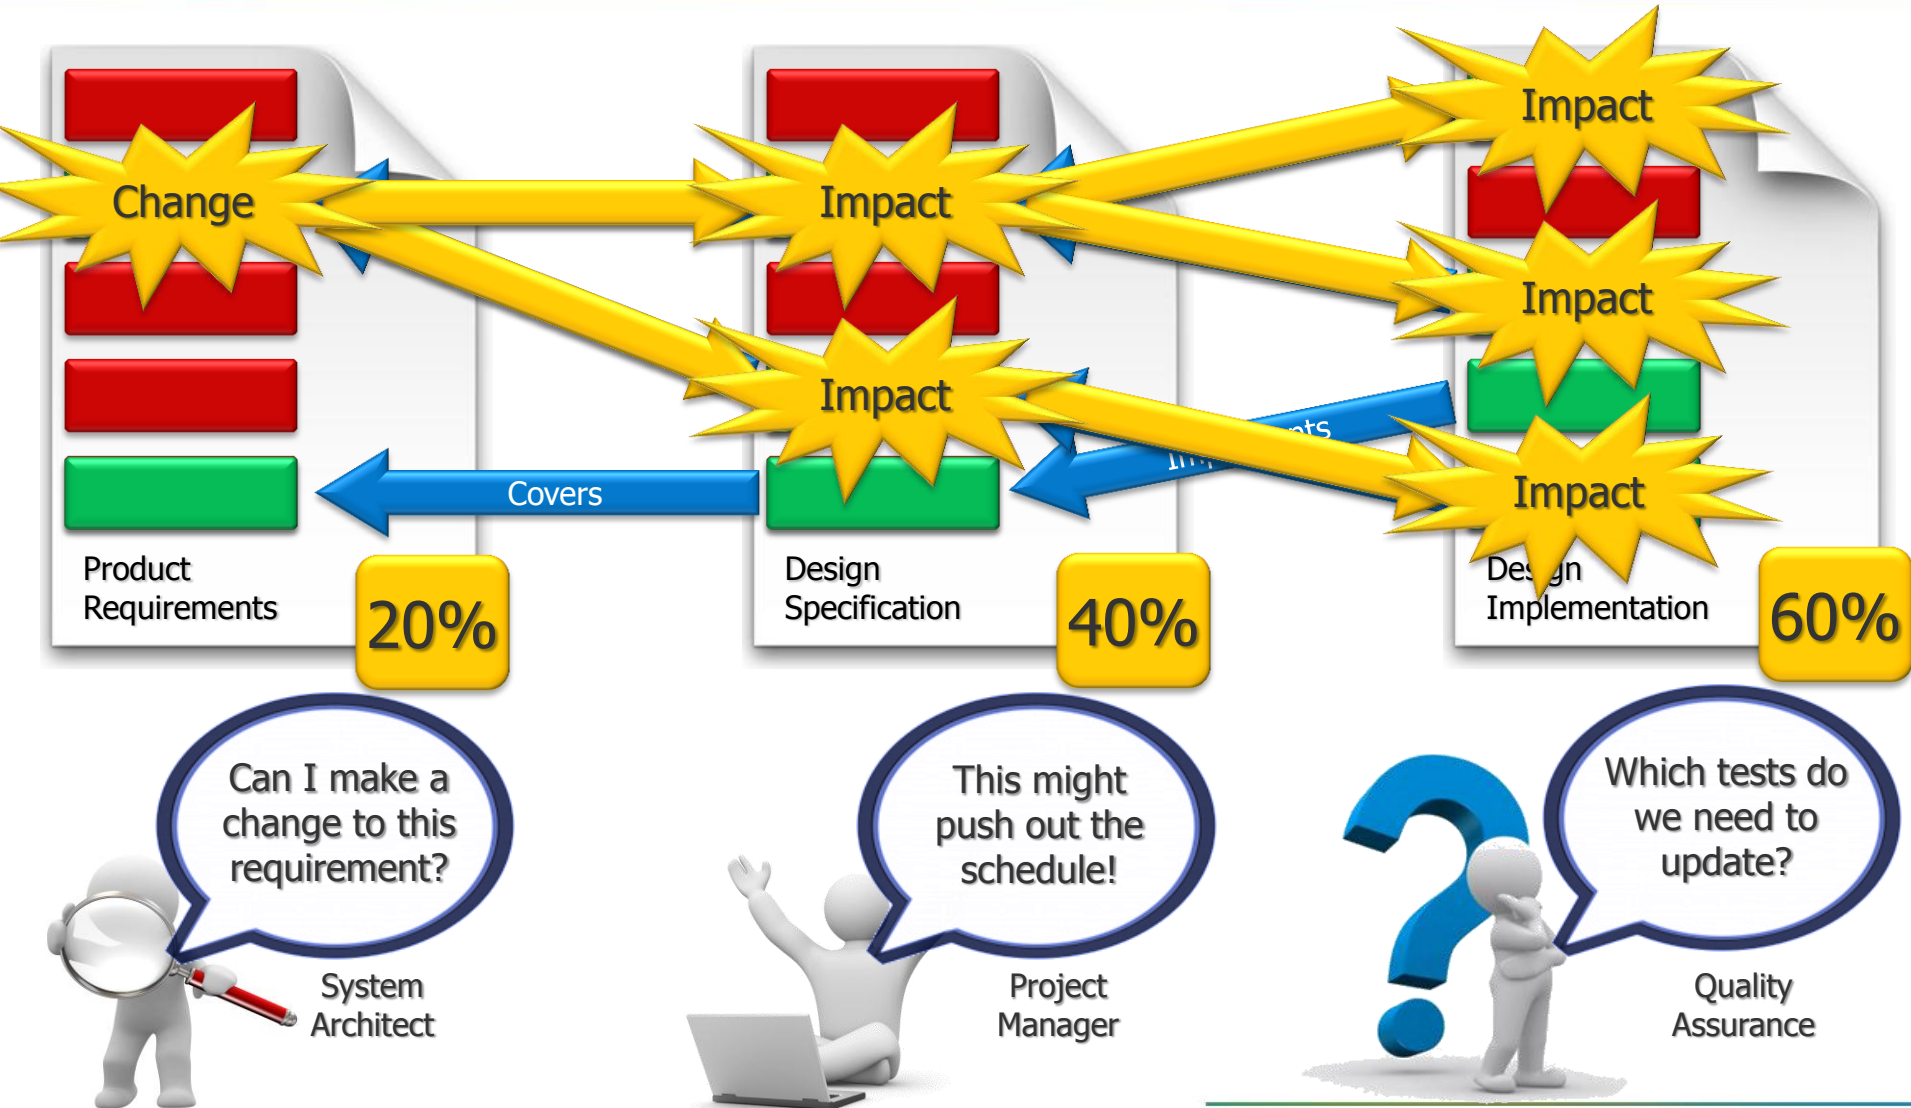 Change
Impact
Impact
Impact
Impact
Impact
Covers
Product
Requirements
20%
Design
Specification
40%
Design
Implementation
60%
Can I make a
change to this
requirement?
System
Architect
This might
push out the
schedule!
Project
Manager
Which tests do
we need to
update?
Quality
Assurance